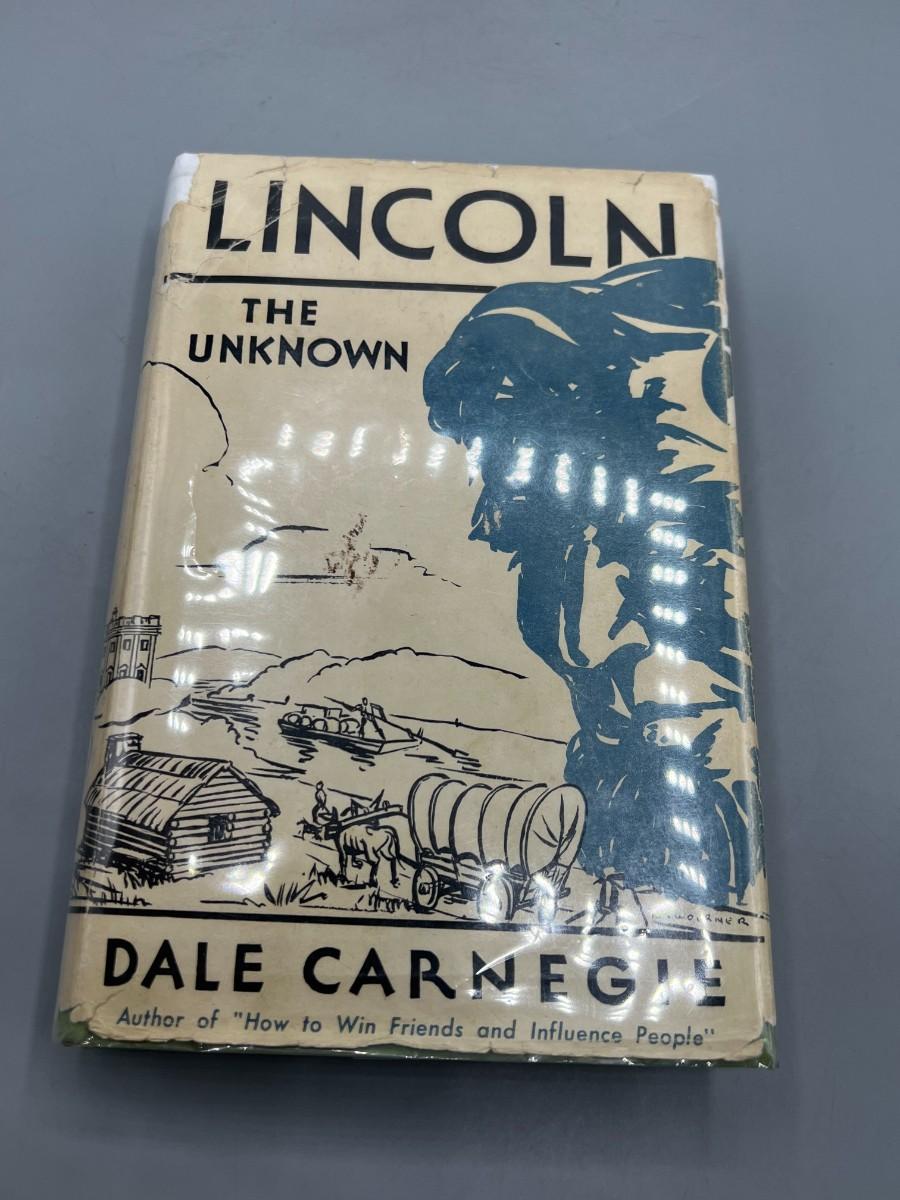 LINCOLN
THE
UNKNOWN
DALE CARNEGIE
Author of "How to Win Friends and Influence People"